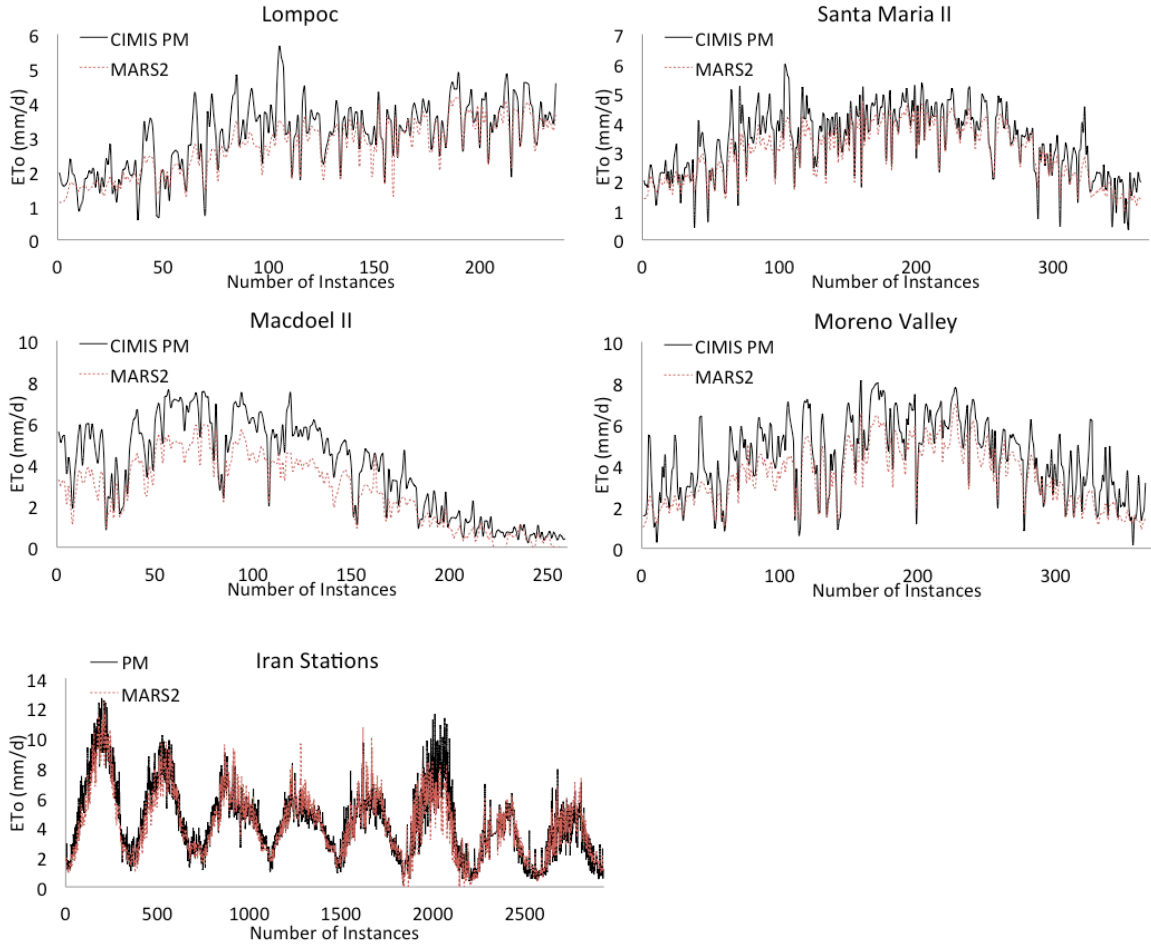 Lompoc
6
5
4
3
2
1
0
ETo (mm/d)
CIMIS PM
MARS2
0 50 100 150 200
Number of Instances
Santa Maria II
7
6
5
4
3
2
1
0
ETo (mm/d)
CIMIS PM
MARS2
0 100 200 300
Number of Instances
Macdoel II
10
8
6
4
2
0
ETo (mm/d)
CIMIS PM
MARS2
0 50 100 150 200 250
Number of Instances
Moreno Valley
10
8
6
4
2
0
ETo (mm/d)
CIMIS PM
MARS2
0 100 200 300
Number of Instances
Iran Stations
PM
MARS2
14
12
10
8
6
4
2
0
ETo (mm/d)
0 500 1000 1500 2000 2500
Number of Instances